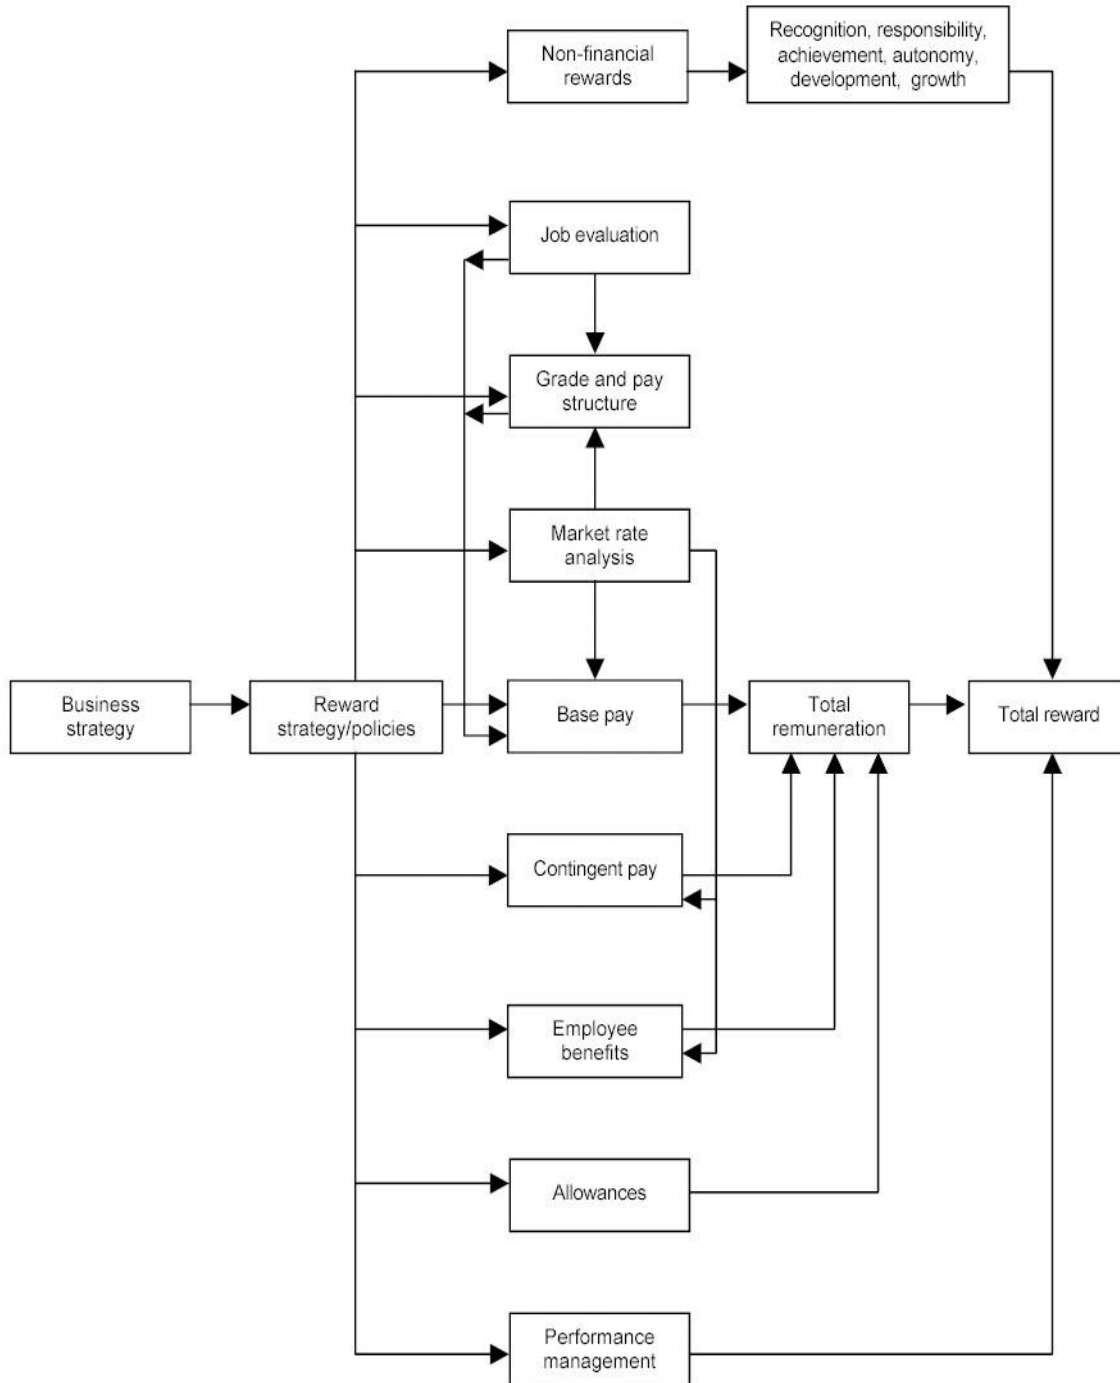 Non-financial
rewards
Recognition, responsibility,
achievement, autonomy,
development, growth
Job evaluation
Grade and pay
structure
Market rate
analysis
Business
strategy
Reward
strategy/policies
Base pay
Total
remuneration
Total reward
Contingent pay
Employee
benefits
Allowances
Performance
management